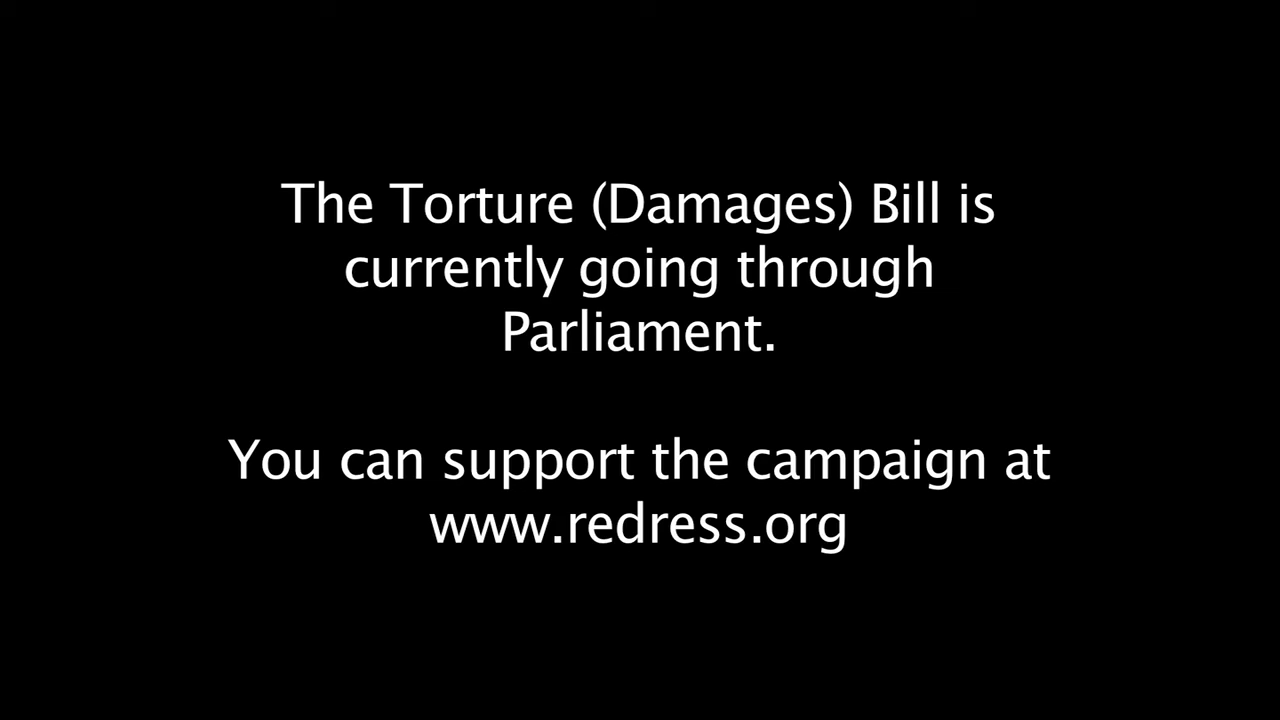 The Torture (Damages) Bill is
currently going through
Parliament.
You can support the campaign at
www.redress.org